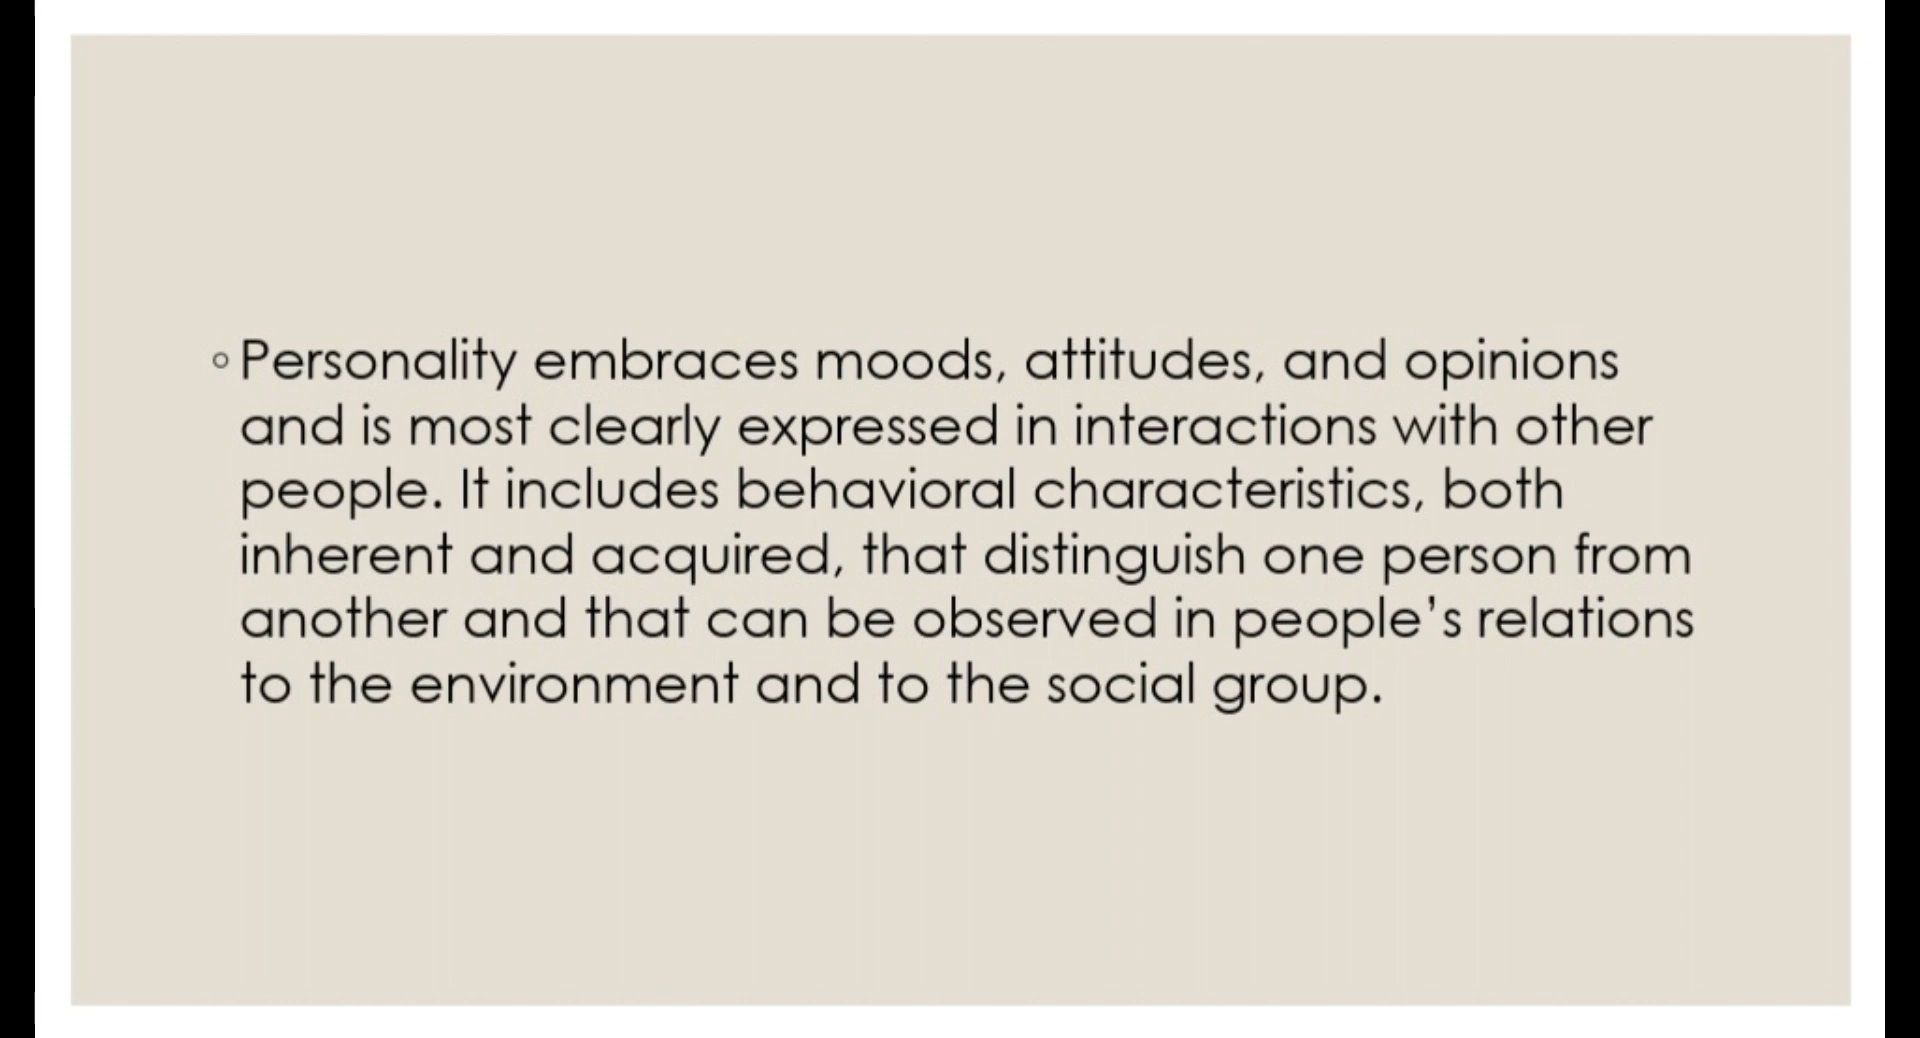 ◦ Personality embraces moods, attitudes, and opinions
and is most clearly expressed in interactions with other
people. It includes behavioral characteristics, both
inherent and acquired, that distinguish one person from
another and that can be observed in people’s relations
to the environment and to the social group.